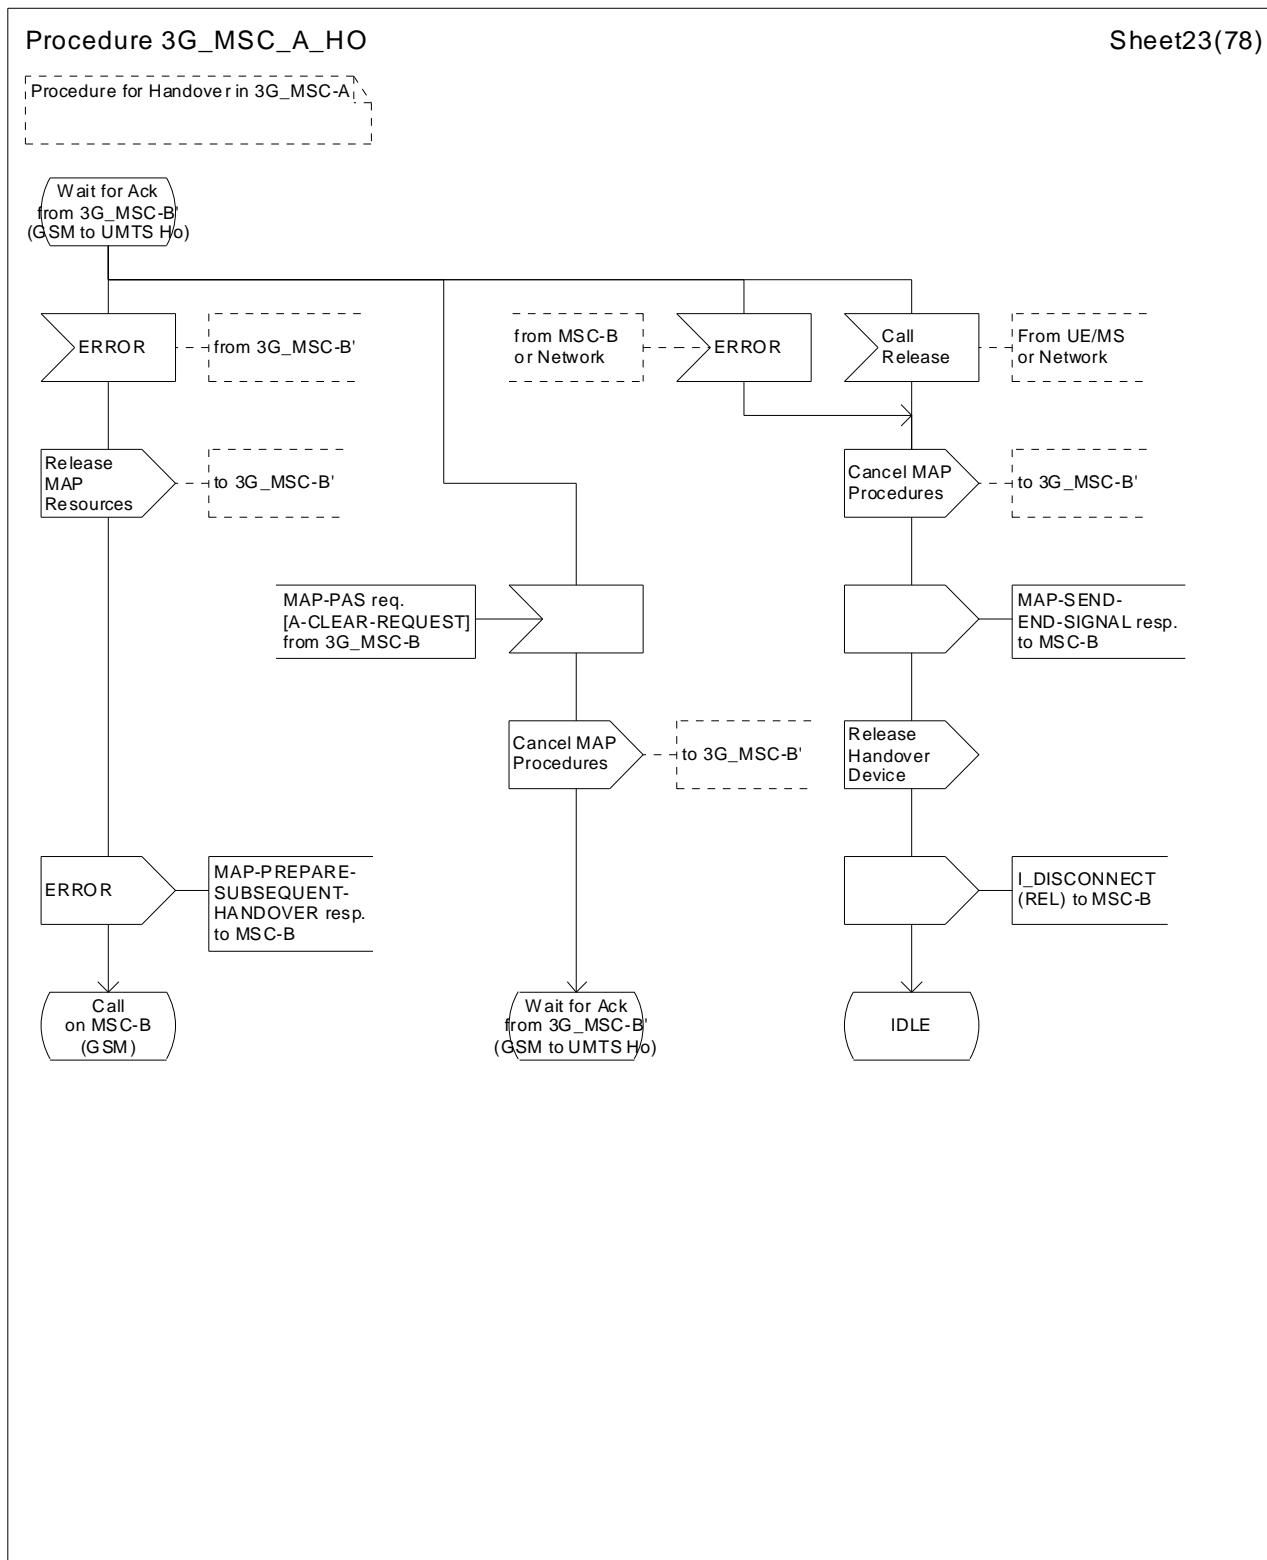 Procedure 3G_MSC_A_HO
Sheet23(78)
Procedure for Handover in 3G_MSC-A
Wait for Ack
from 3G_MSC-B'
(GSM to UMTS Ho)
ERROR
from 3G_MSC-B'
from MSC-B
or Network
ERROR
Call
Release
From UE/MS
or Network
Release
MAP
Resources
to 3G_MSC-B'
Cancel MAP
Procedures
to 3G_MSC-B'
MAP-PAS req.
[A-CLEAR-REQUEST]
from 3G_MSC-B
MAP-SEND-
END-SIGNAL resp.
to MSC-B
Cancel MAP
Procedures
to 3G_MSC-B'
Release
Handover
Device
ERROR
MAP-PREPARE-
SUBSEQUENT-
HANDOVER resp.
to MSC-B
I_DISCONNECT
(REL) to MSC-B
Call
on MSC-B
(GSM)
Wait for Ack
from 3G_MSC-B'
(GSM to UMTS Ho)
IDLE